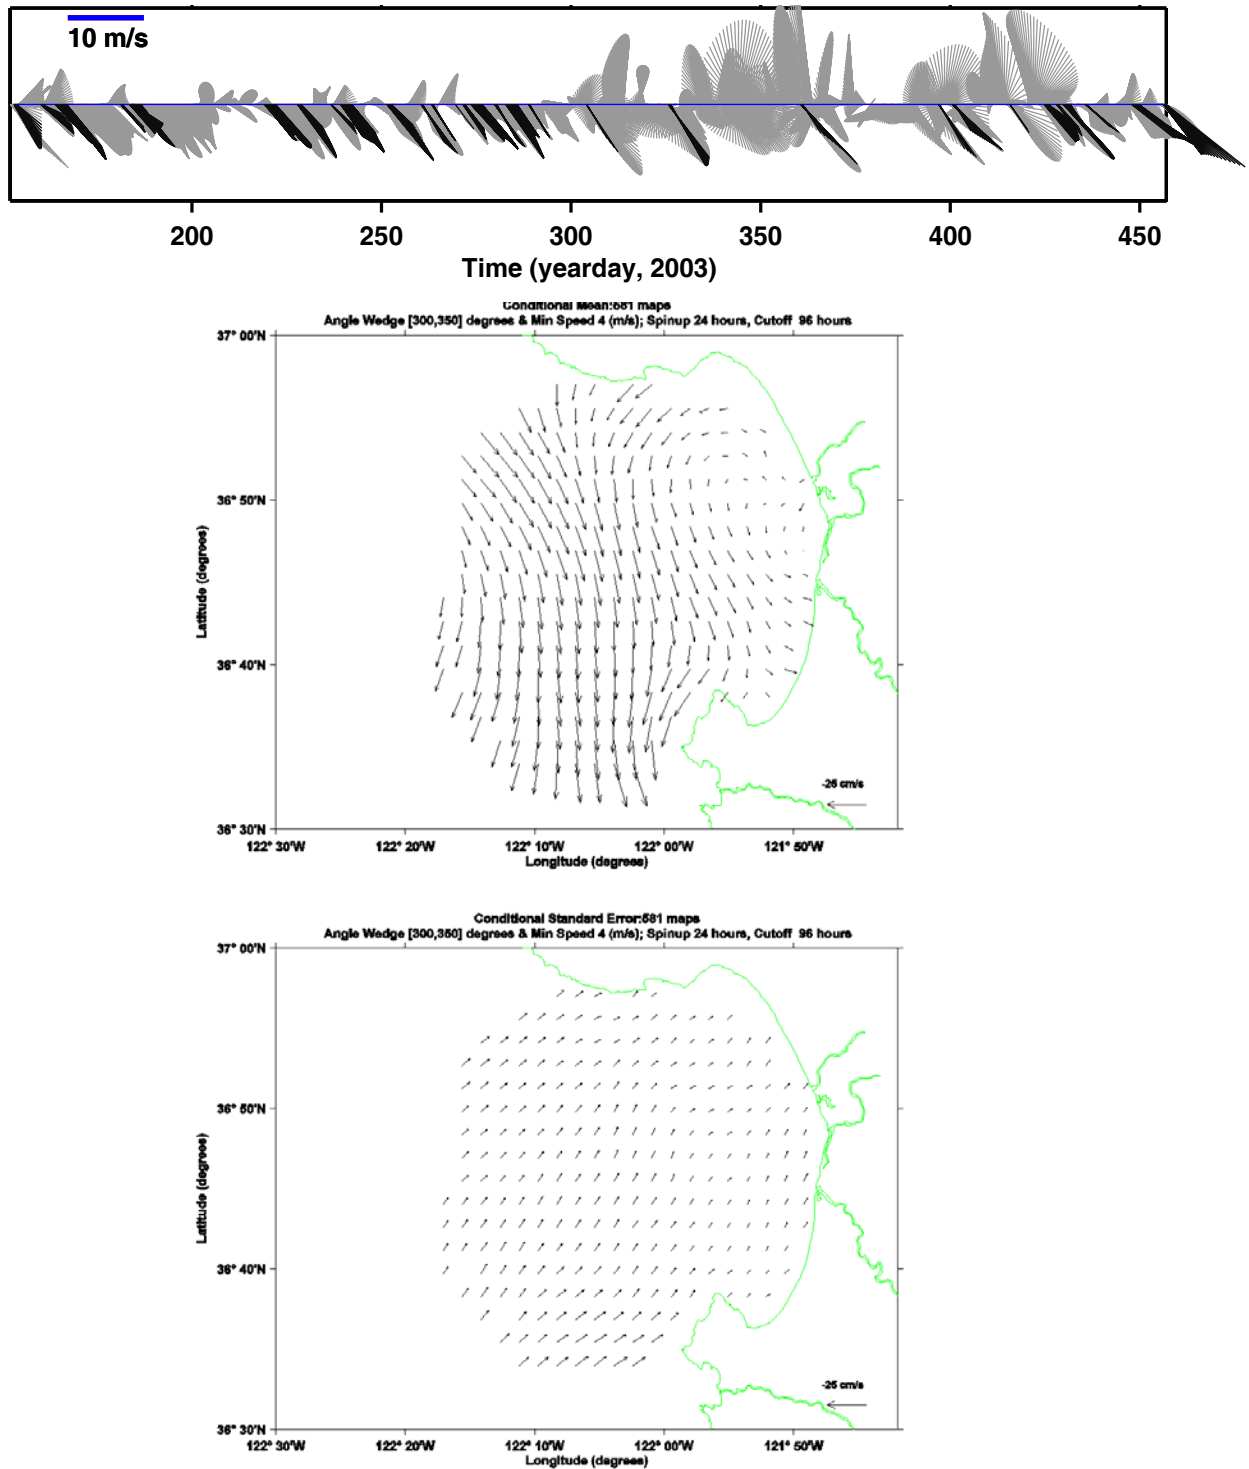 10 m/s
200 250 300 350 400 450
Time (yearday, 2003)
Conditional Mean:581 maps
Angle Wedge [300,350] degrees & Min Speed 4 (m/s); Spinup 24 hours, Cutoff 96 hours
37° 00'N
36° 50'N
36° 40'N
36° 30'N
Latitude (degrees)
-25 cm/s
122° 30'W 122° 20'W 122° 10'W 122° 00'W 121° 50'W
Longitude (degrees)
Conditional Standard Error:581 maps
Angle Wedge [300,350] degrees & Min Speed 4 (m/s); Spinup 24 hours, Cutoff 96 hours
37° 00'N
36° 50'N
36° 40'N
36° 30'N
Latitude (degrees)
-25 cm/s
122° 30'W 122° 20'W 122° 10'W 122° 00'W 121° 50'W
Longitude (degrees)